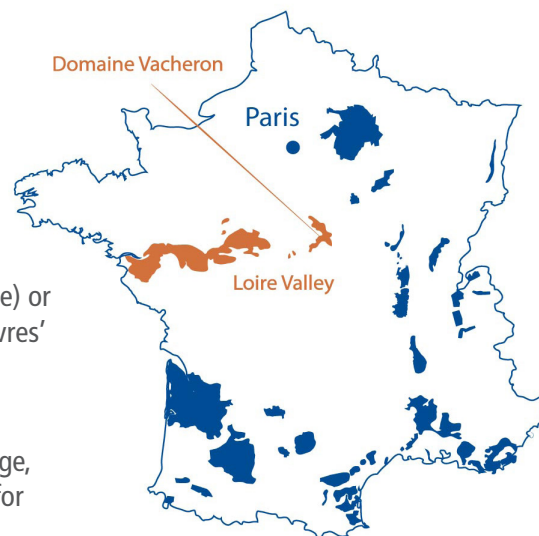 Domaine Vacheron
Paris
Loire Valley
e) or
vres’
ge,
for